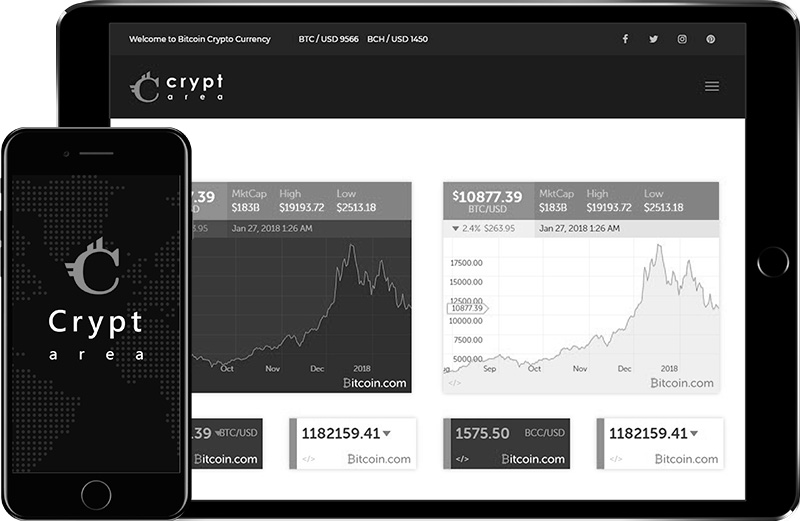 Welcome to Bitcoin Crypto Currency BTC / USD 9566 BCH / USD 1450
crypt
area
7.39 MktCap High Low
$183B $19193.72 $2513.18
3.95 Jan 27, 2018 1:26 AM
Oct Nov Dec 2018
Bitcoin.com
$10877.39 MktCap High Low
BTC/USD $183B $19193.72 $2513.18
2.4% $263.95 Jan 27, 2018 1:26 AM
17500.00
15000.00
12500.00
10877.39
10000.00
7500.00
5000.00
Sep Oct Nov Dec 2018
</> Bitcoin.com
Crypt
area
.39 BTC/USD
Bitcoin.com
1182159.41
</> Bitcoin.com
1575.50 BCC/USD
</> Bitcoin.com
1182159.41
</> Bitcoin.com